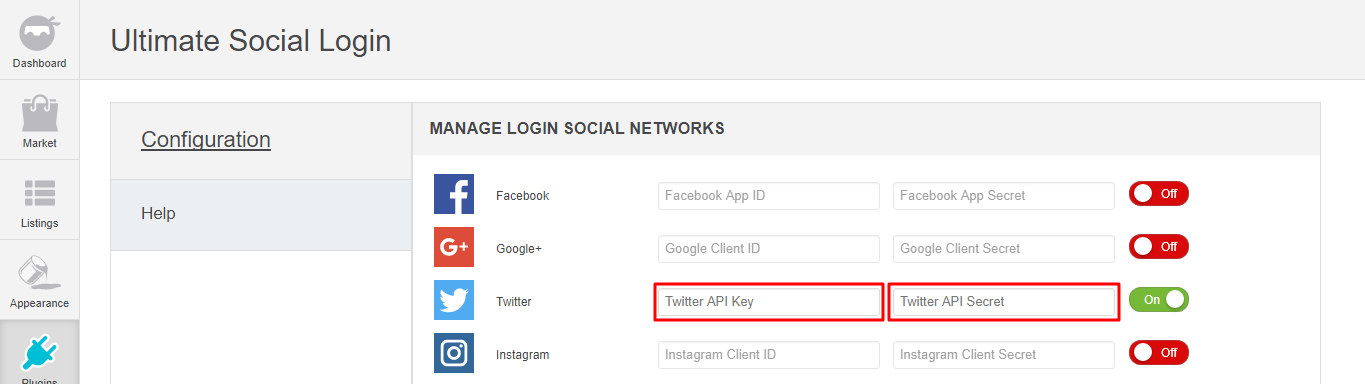 Ultimate Social Login
Dashboard
Market
Listings
Appearance
Plugins
Configuration
Help
MANAGE LOGIN SOCIAL NETWORKS
Facebook Facebook App ID Facebook App Secret Off
G+ Google+ Google Client ID Google Client Secret Off
Twitter Twitter API Key Twitter API Secret On
Instagram Instagram Client ID Instagram Client Secret Off